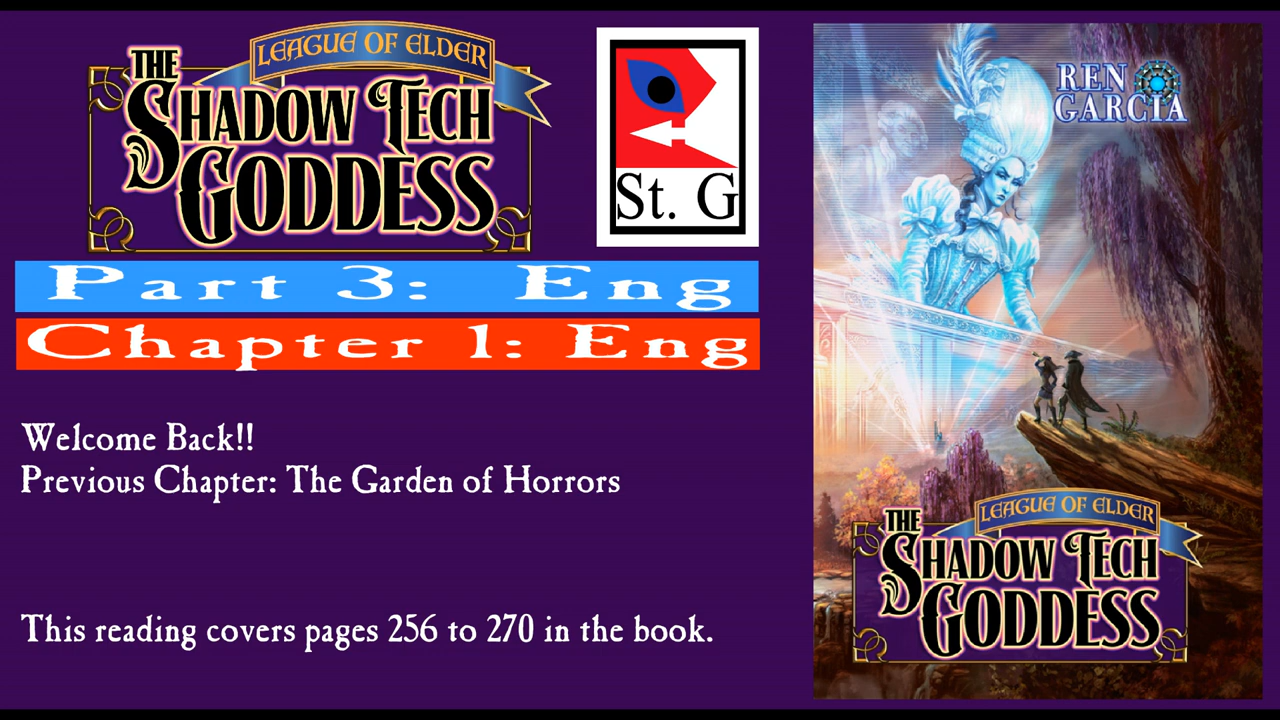 LEAGUE OF ELDER
THE
SHADOW TECH
GODDESS
St. G
Part 3: Eng
Chapter 1: Eng
Welcome Back!!
Previous Chapter: The Garden of Horrors
This reading covers pages 256 to 270 in the book.
REN
GARCIA
LEAGUE OF ELDER
THE
SHADOW TECH
GODDESS